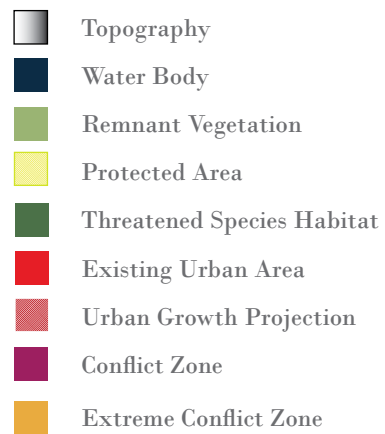 Topography
Water Body
Remnant Vegetation
Protected Area
Threatened Species Habitat
Existing Urban Area
Urban Growth Projection
Conflict Zone
Extreme Conflict Zone